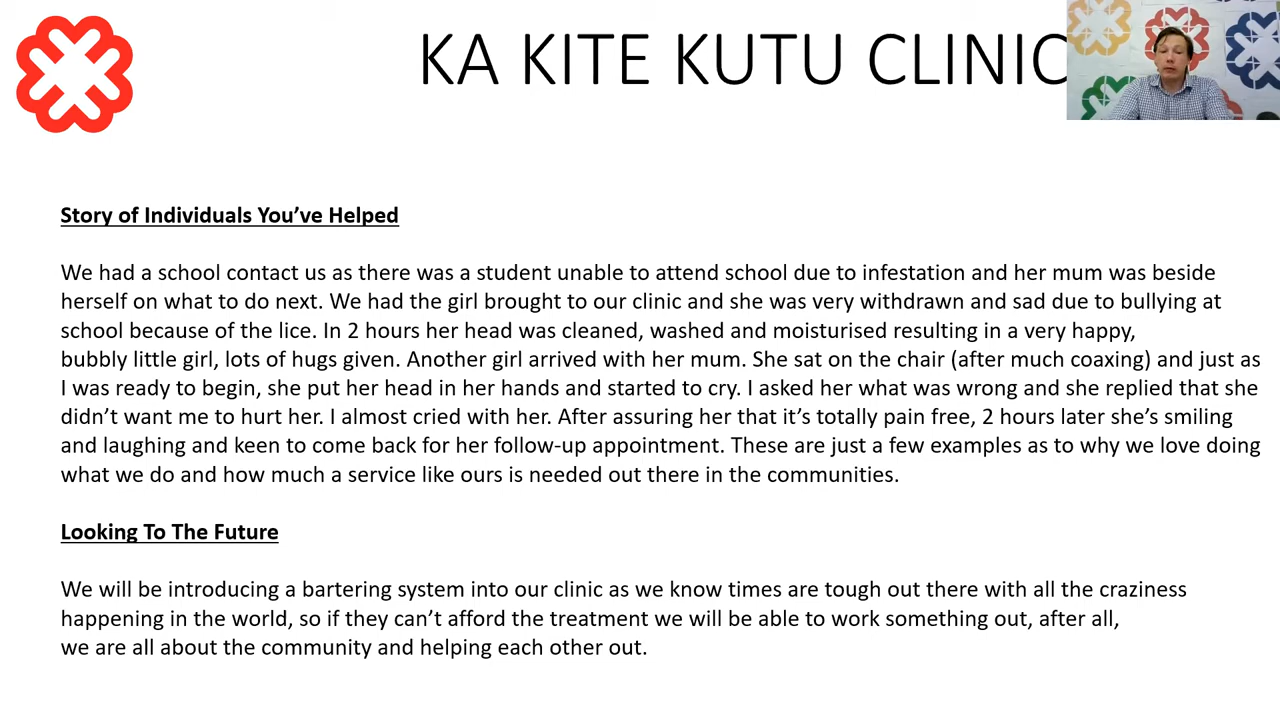 KA KITE KUTU CLINIC
Story of Individuals You’ve Helped
We had a school contact us as there was a student unable to attend school due to infestation and her mum was beside
herself on what to do next. We had the girl brought to our clinic and she was very withdrawn and sad due to bullying at
school because of the lice. In 2 hours her head was cleaned, washed and moisturised resulting in a very happy,
bubbly little girl, lots of hugs given. Another girl arrived with her mum. She sat on the chair (after much coaxing) and just as
I was ready to begin, she put her head in her hands and started to cry. I asked her what was wrong and she replied that she
didn’t want me to hurt her. I almost cried with her. After assuring her that it’s totally pain free, 2 hours later she’s smiling
and laughing and keen to come back for her follow-up appointment. These are just a few examples as to why we love doing
what we do and how much a service like ours is needed out there in the communities.
Looking To The Future
We will be introducing a bartering system into our clinic as we know times are tough out there with all the craziness
happening in the world, so if they can’t afford the treatment we will be able to work something out, after all,
we are all about the community and helping each other out.